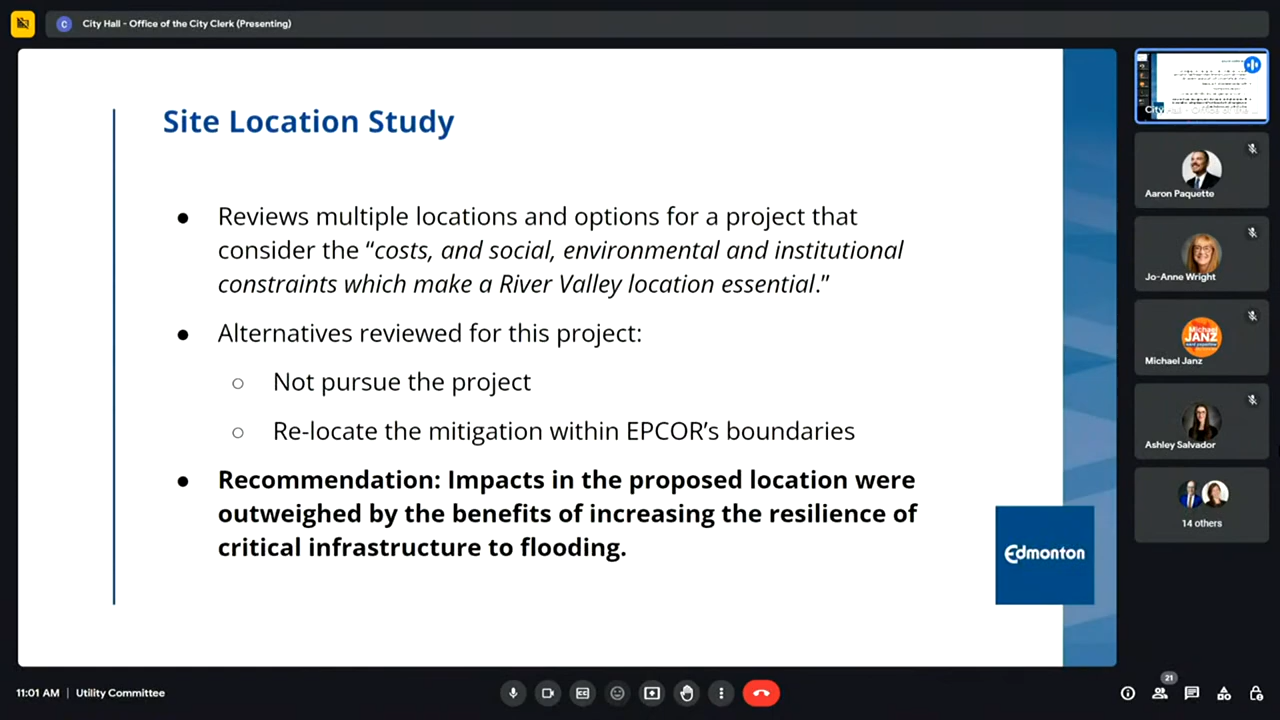 City Hall - Office of the City Clerk (Presenting)
C
Site Location Study
● Reviews multiple locations and options for a project that
consider the “costs, and social, environmental and institutional
constraints which make a River Valley location essential.”
● Alternatives reviewed for this project:
○ Not pursue the project
○ Re-locate the mitigation within EPCOR’s boundaries
● Recommendation: Impacts in the proposed location were
outweighed by the benefits of increasing the resilience of
critical infrastructure to flooding.
Edmonton
Aaron Paquette
Jo-Anne Wright
Michael
JANZ
Michael Janz
Ashley Salvador
14 others
11:01 AM | Utility Committee
21